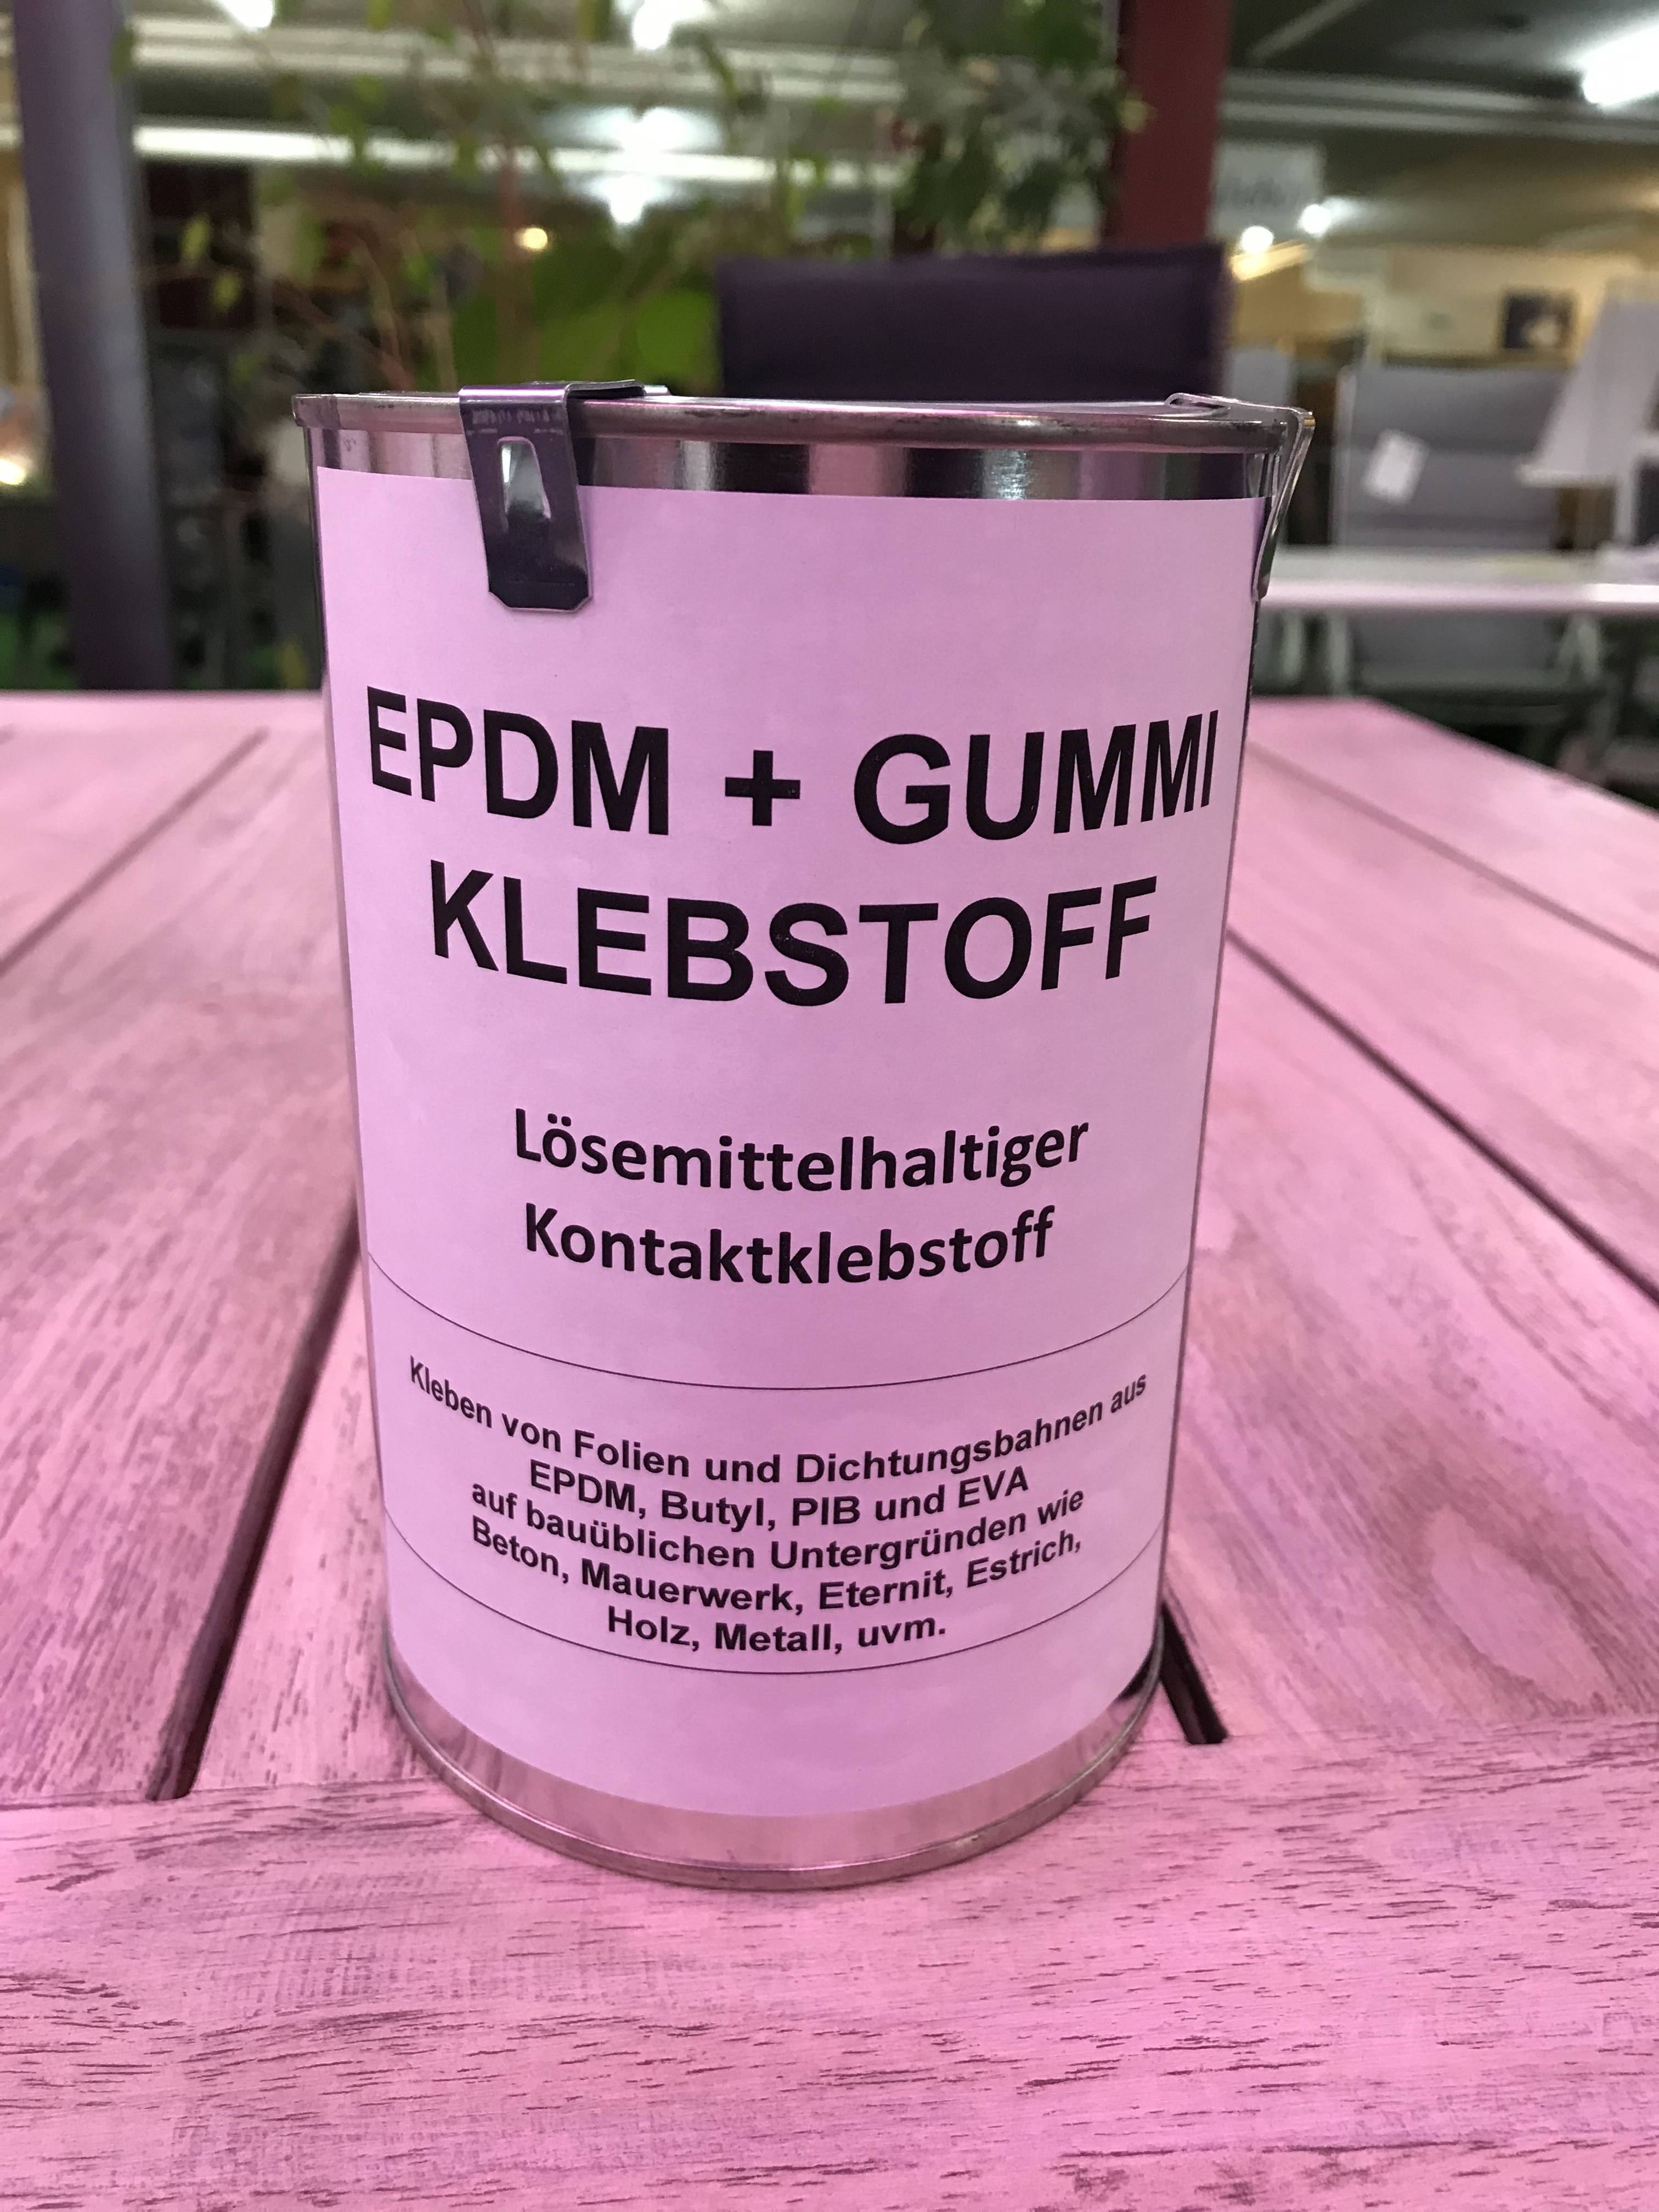 EPDM + GUMMI
KLEBSTOFF
Lösemittelhaltiger
Kontaktklebstoff
Kleben von Folien und Dichtungsbahnen aus
EPDM, Butyl, PIB und EVA
auf bauüblichen Untergründen wie
Beton, Mauerwerk, Eternit, Estrich,
Holz, Metall, uvm.